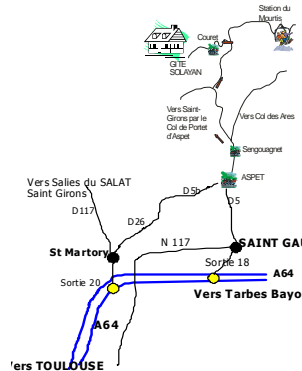 Station du
Mourtis
Couret
GITE
SOLAYAN
Vers Saint-
Girons par le
Col de Portet
d'Aspet
Vers Col des Ares
Sengouagnet
ASPET
Vers Salies du SALAT
Saint Girons
D5b
D5
D117
D26
St Martory
N 117
SAINT GAU
Sortie 18
Sortie 20
A64
Vers Tarbes Bayo
A64
Vers TOULOUSE